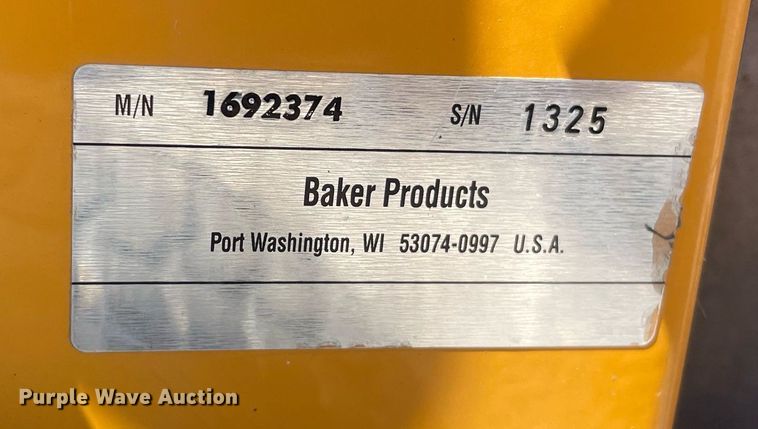 M/N 1692374 S/N 1325
Baker Products
Port Washington, WI 53074-0997 U.S.A.
Purple Wave Auction